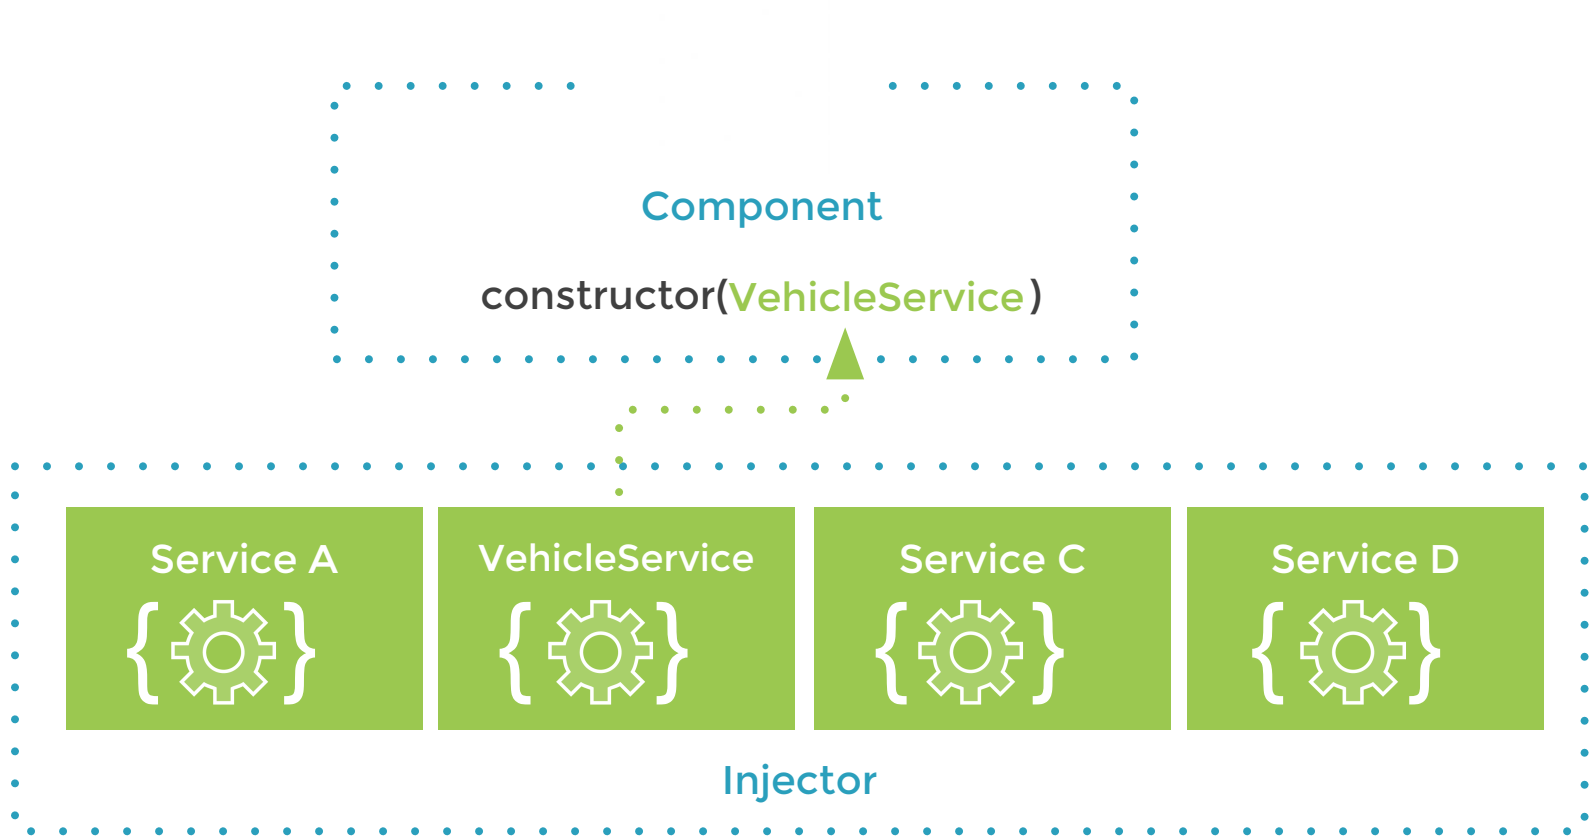 Component
constructor(VehicleService)
Service A
VehicleService
Service C
Service D
Injector